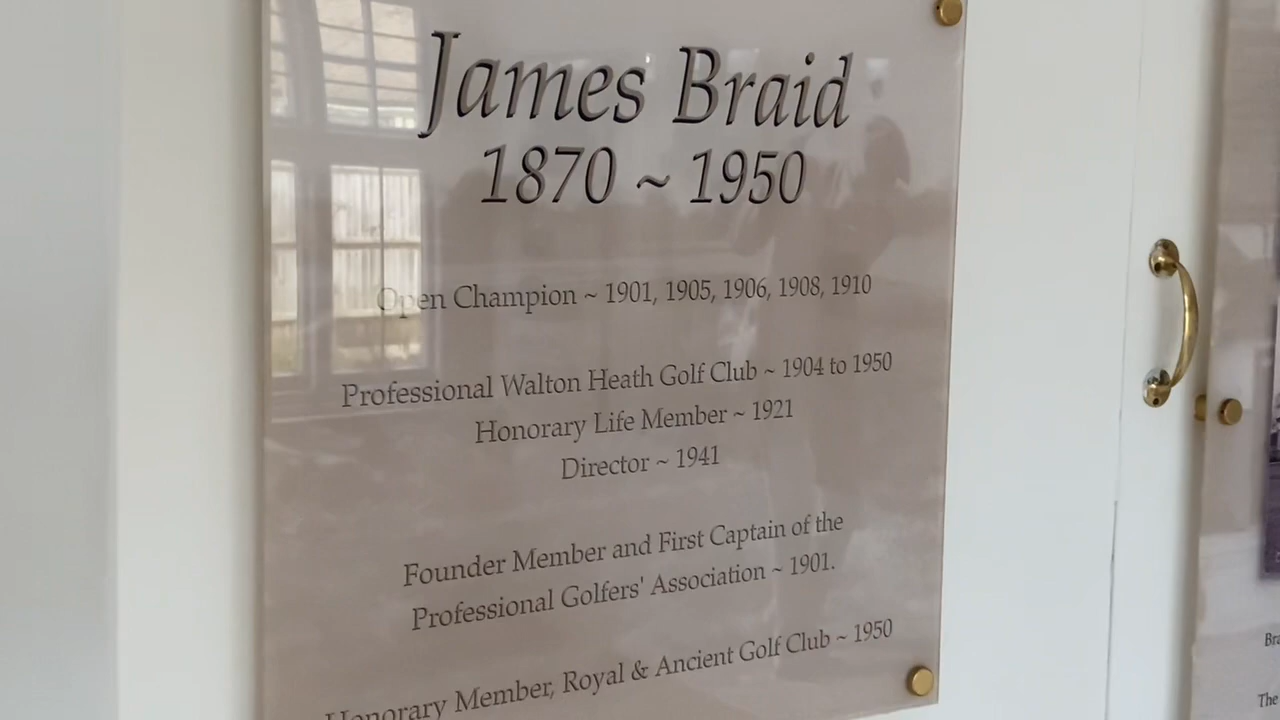 James Braid
1870 ~ 1950
Open Champion ~ 1901, 1905, 1906, 1908, 1910
Professional Walton Heath Golf Club ~ 1904 to 1950
Honorary Life Member ~ 1921
Director ~ 1941
Founder Member and First Captain of the
Professional Golfers' Association ~ 1901.
Honorary Member, Royal & Ancient Golf Club ~ 1950
The